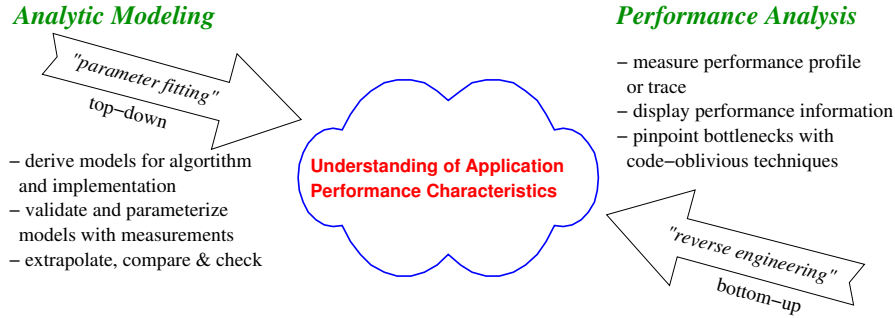 Analytic Modeling
"parameter fitting"
top–down
– derive models for algortithm
and implementation
– validate and parameterize
models with measurements
– extrapolate, compare & check
Understanding of Application
Performance Characteristics
Performance Analysis
– measure performance profile
or trace
– display performance information
– pinpoint bottlenecks with
code–oblivious techniques
"reverse engineering"
bottom–up